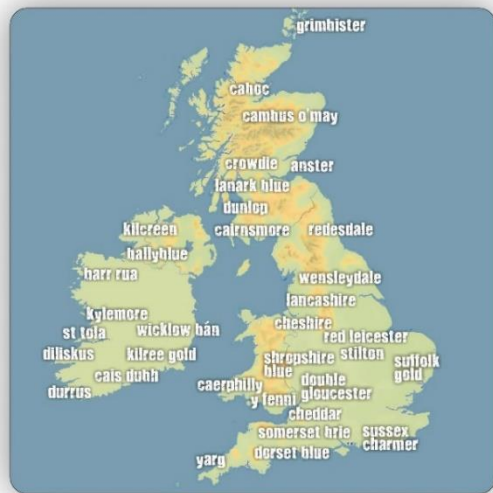 grimbister
caboc
cambus o'may
crowdie
anster
lanark blue
dunlop
kilcreen
cairnsmore
redesdale
ballyblue
barr rua
wensleydale
lancashire
kylemore
cheshire
st tola
wicklow bán
red leicester
diliskus
kilree gold
shropshire
blue
stilton
suffolk
gold
cais dubh
caerphilly
double
gloucester
durrus
y fenni
cheddar
somerset brie
sussex
charmer
yarg
dorset blue